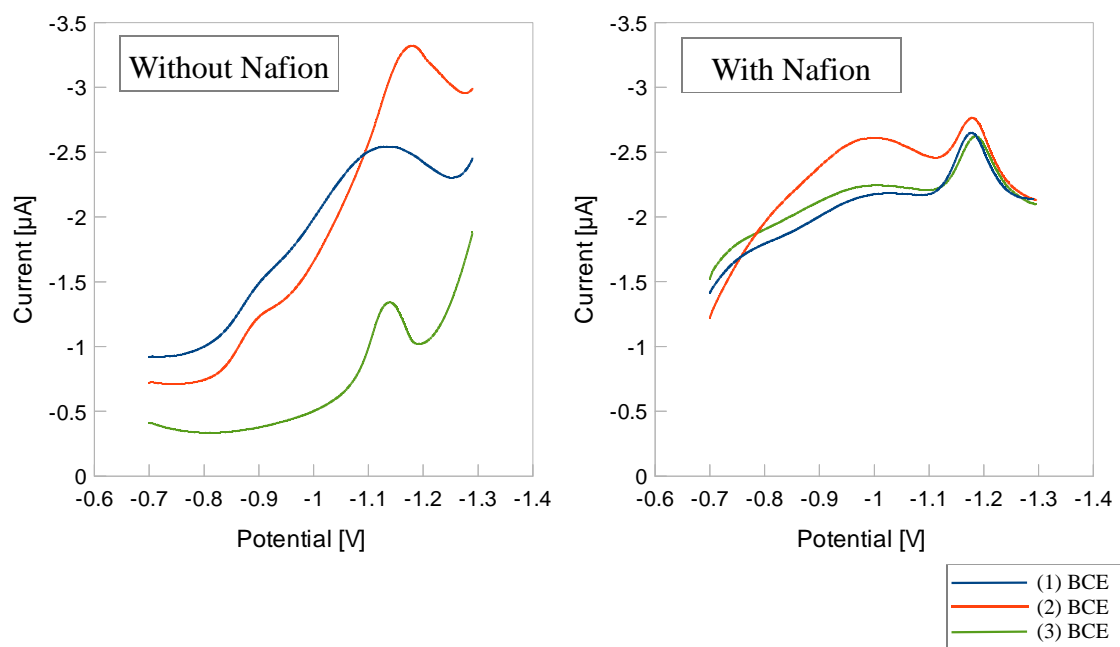 Without Nafion
-3.5
-3
-2.5
-2
-1.5
-1
-0.5
0
Current [µA]
-0.6 -0.7 -0.8 -0.9 -1 -1.1 -1.2 -1.3 -1.4
Potential [V]
With Nafion
-3.5
-3
-2.5
-2
-1.5
-1
-0.5
0
Current [µA]
-0.6 -0.7 -0.8 -0.9 -1 -1.1 -1.2 -1.3 -1.4
Potential [V]
(1) BCE
(2) BCE
(3) BCE